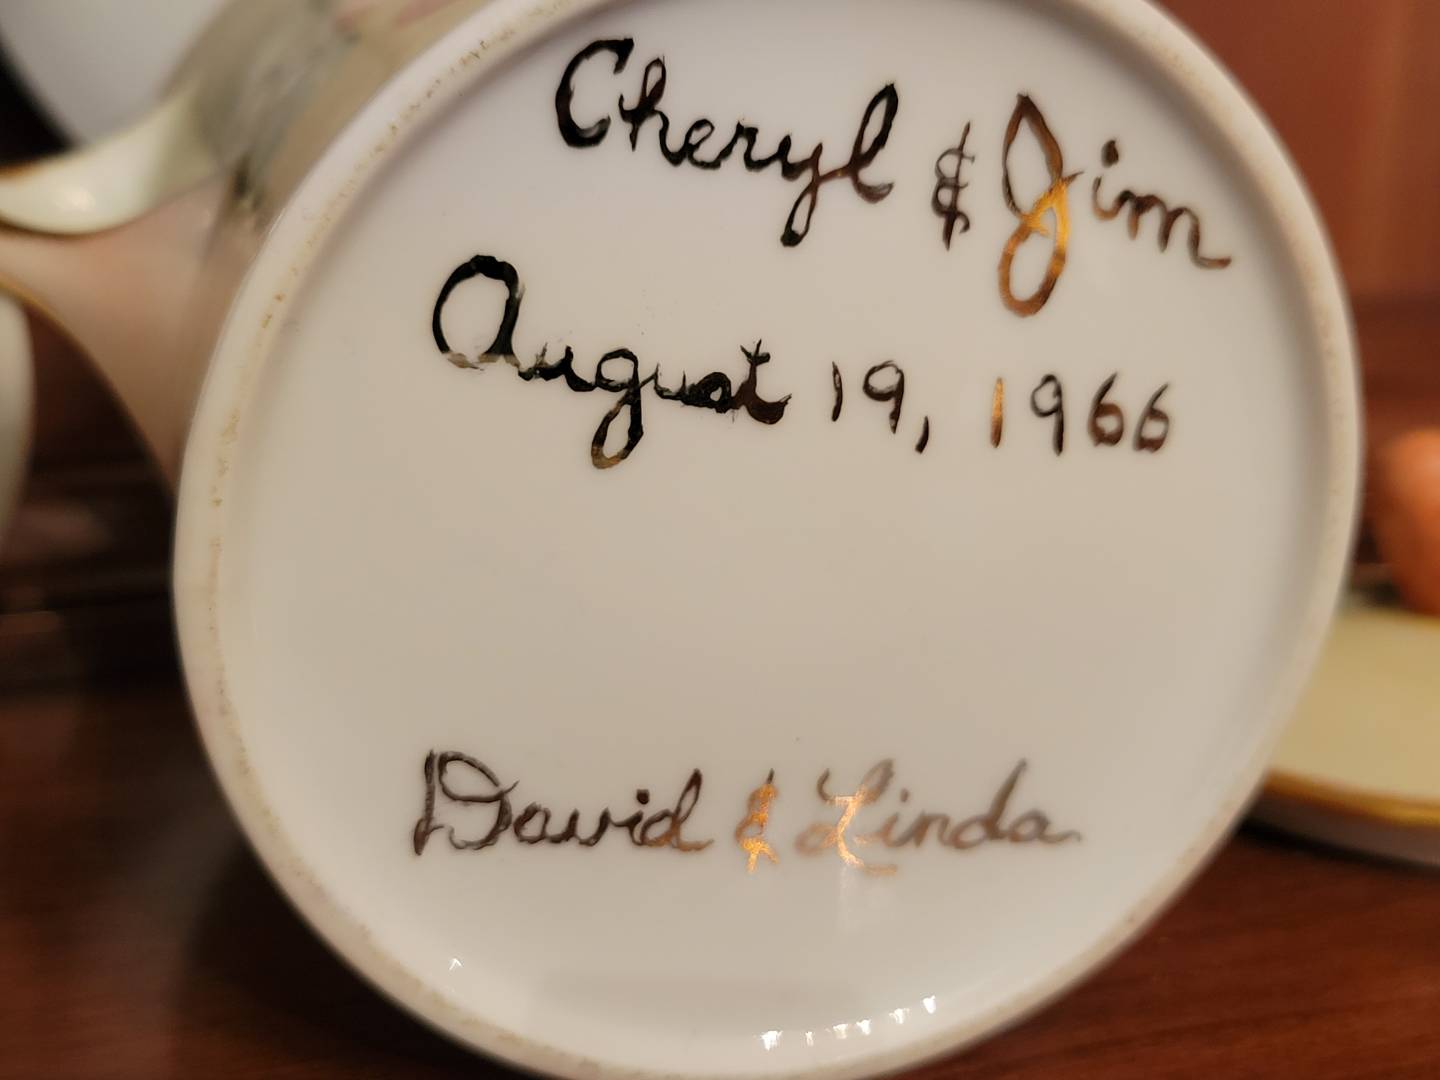 Cheryl & Jim
August 19, 1966
David & Linda